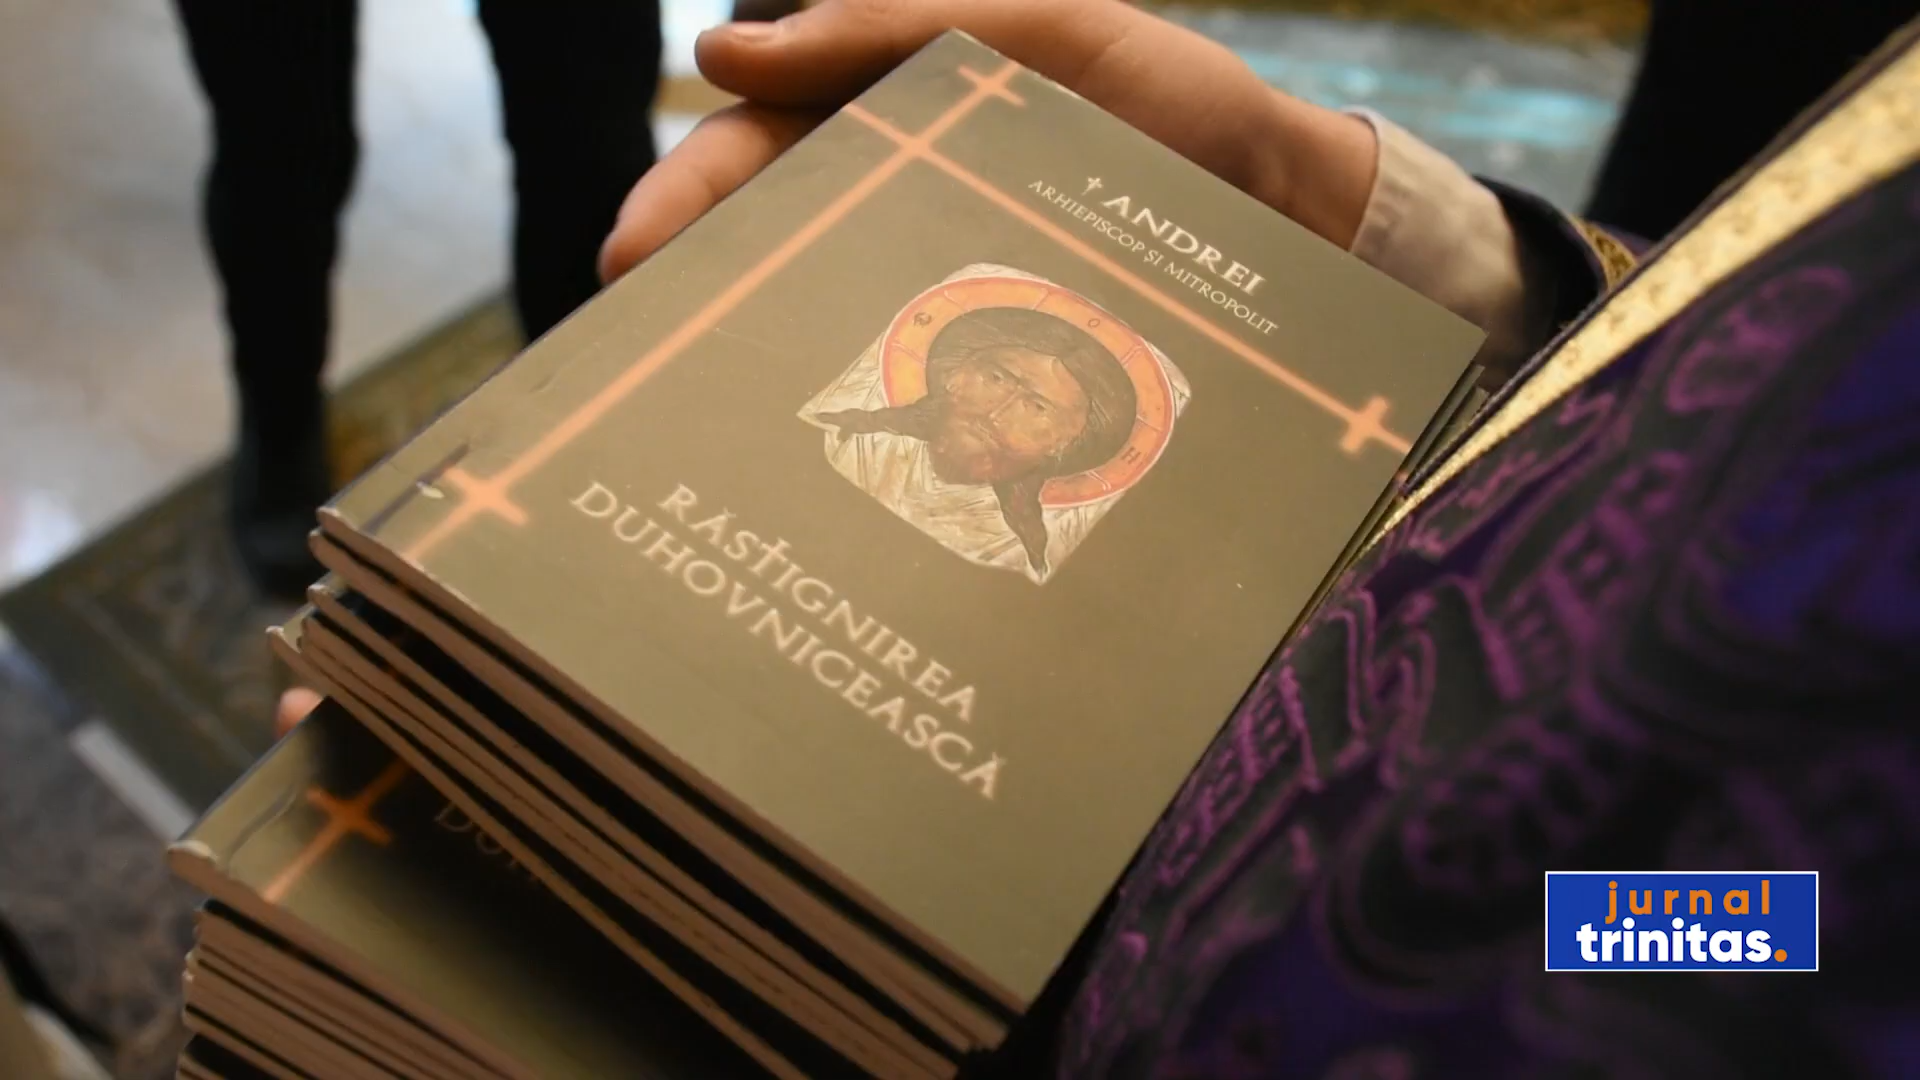 † ANDREI
ARHIEPISCOP ȘI MITROPOLIT
O
H
RĂSTIGNIREA
DUHOVNICEASCĂ
jurnal
trinitas.